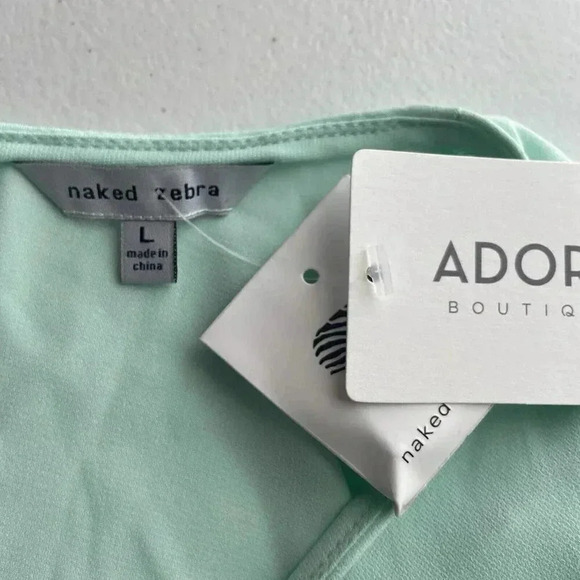 naked zebra
L
made in
china
ADOR
BOUTIQ
naked